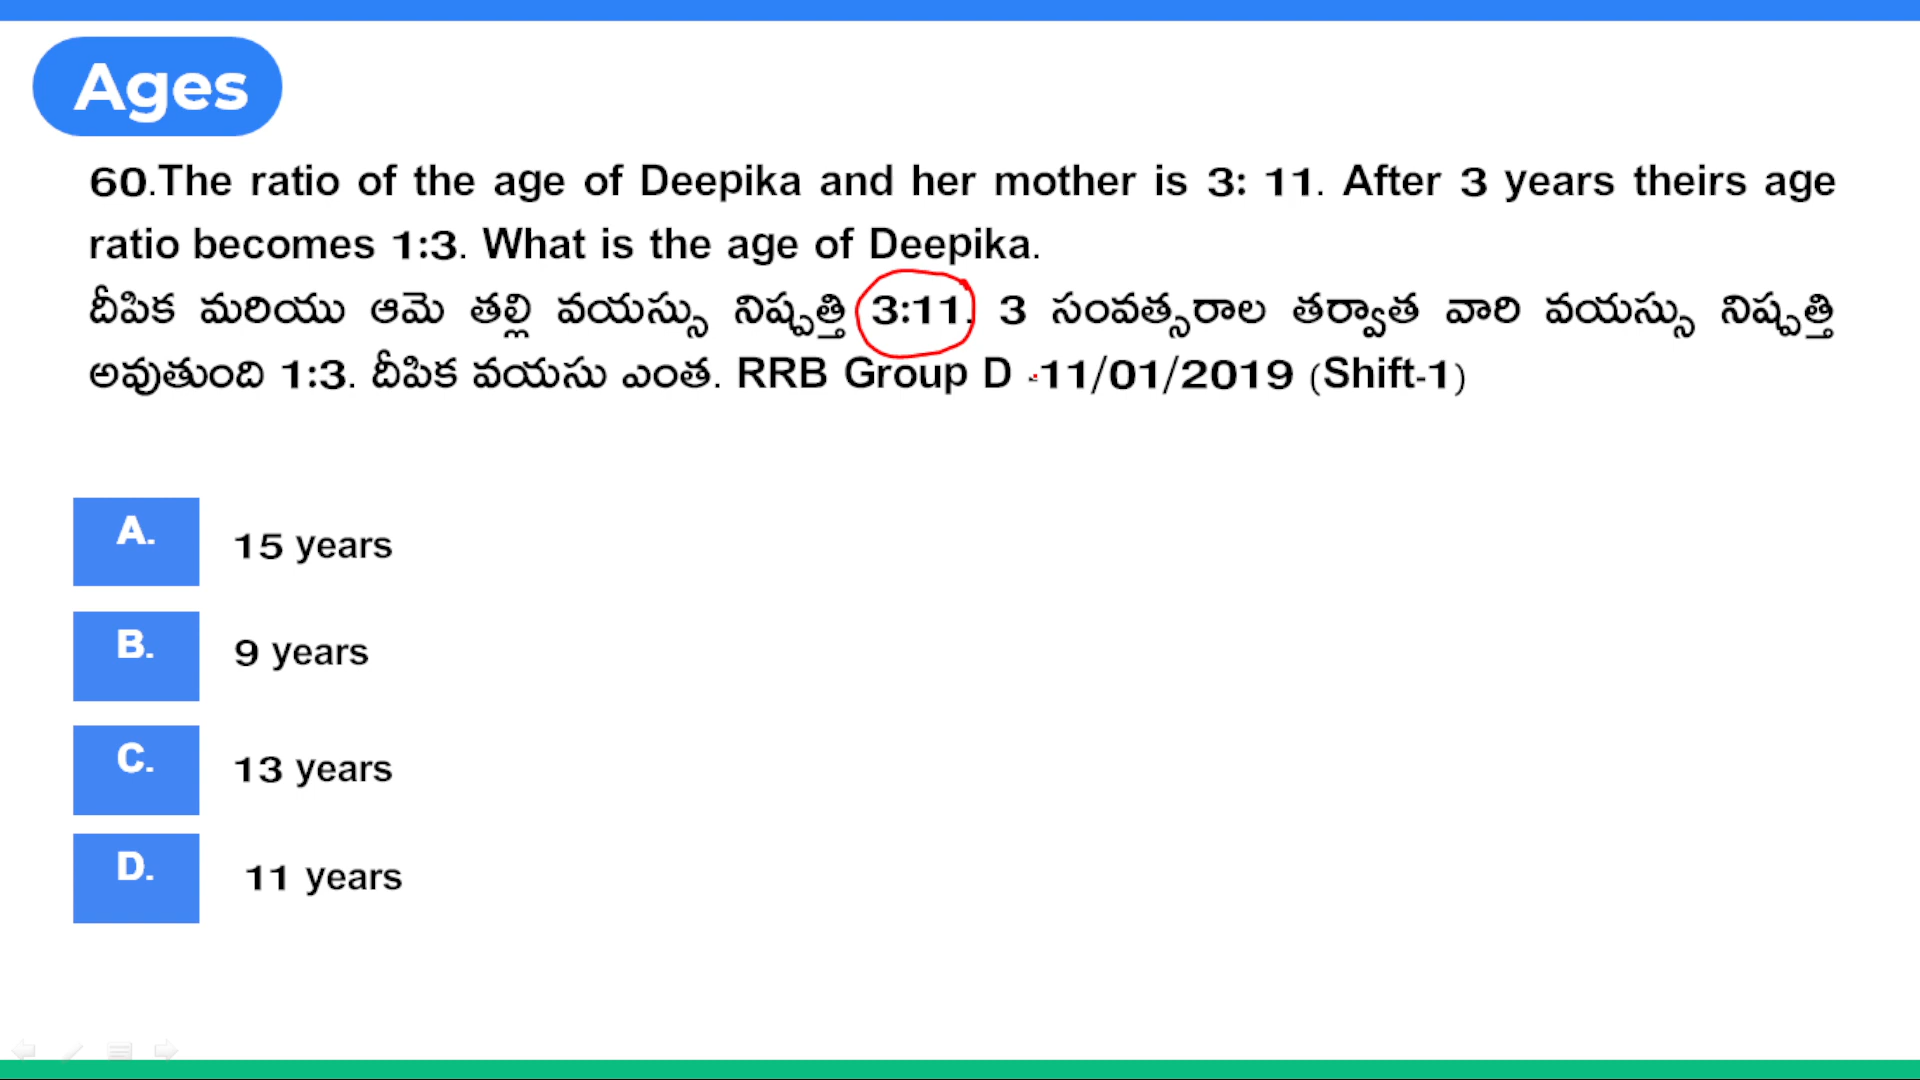 Ages
60.The ratio of the age of Deepika and her mother is 3: 11. After 3 years theirs age
ratio becomes 1:3. What is the age of Deepika.
దీపిక మరియు ఆమె తల్లి వయస్సు నిష్పత్తి 3:11. 3 సంవత్సరాల తర్వాత వారి వయస్సు నిష్పత్తి
అవుతుంది 1:3. దీపిక వయసు ఎంత. RRB Group D -11/01/2019 (Shift-1)
A. 15 years
B. 9 years
C. 13 years
D. 11 years